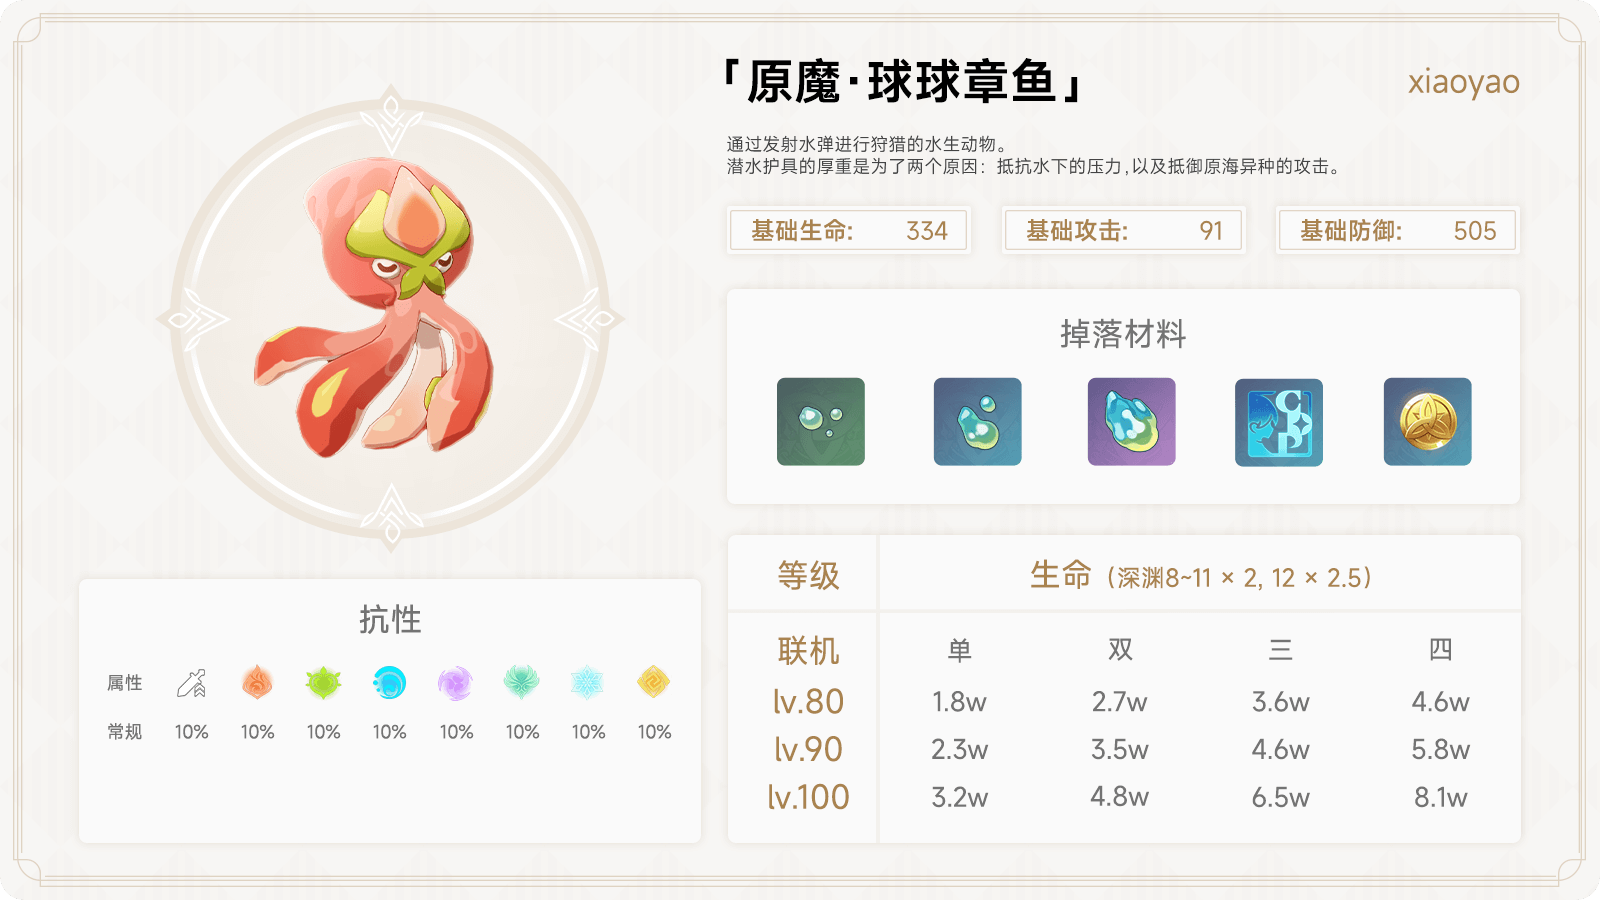 「原魔·球球章鱼」
xiaoyao
通过发射水弹进行狩猎的水生动物。
潜水护具的厚重是为了两个原因：抵抗水下的压力,以及抵御原海异种的攻击。
基础生命: 334 基础攻击: 91 基础防御: 505
掉落材料
抗性
属性
常规 10% 10% 10% 10% 10% 10% 10% 10%
等级 生命（深渊8~11 × 2, 12 × 2.5）
联机 单 双 三 四
lv.80 1.8w 2.7w 3.6w 4.6w
lv.90 2.3w 3.5w 4.6w 5.8w
lv.100 3.2w 4.8w 6.5w 8.1w